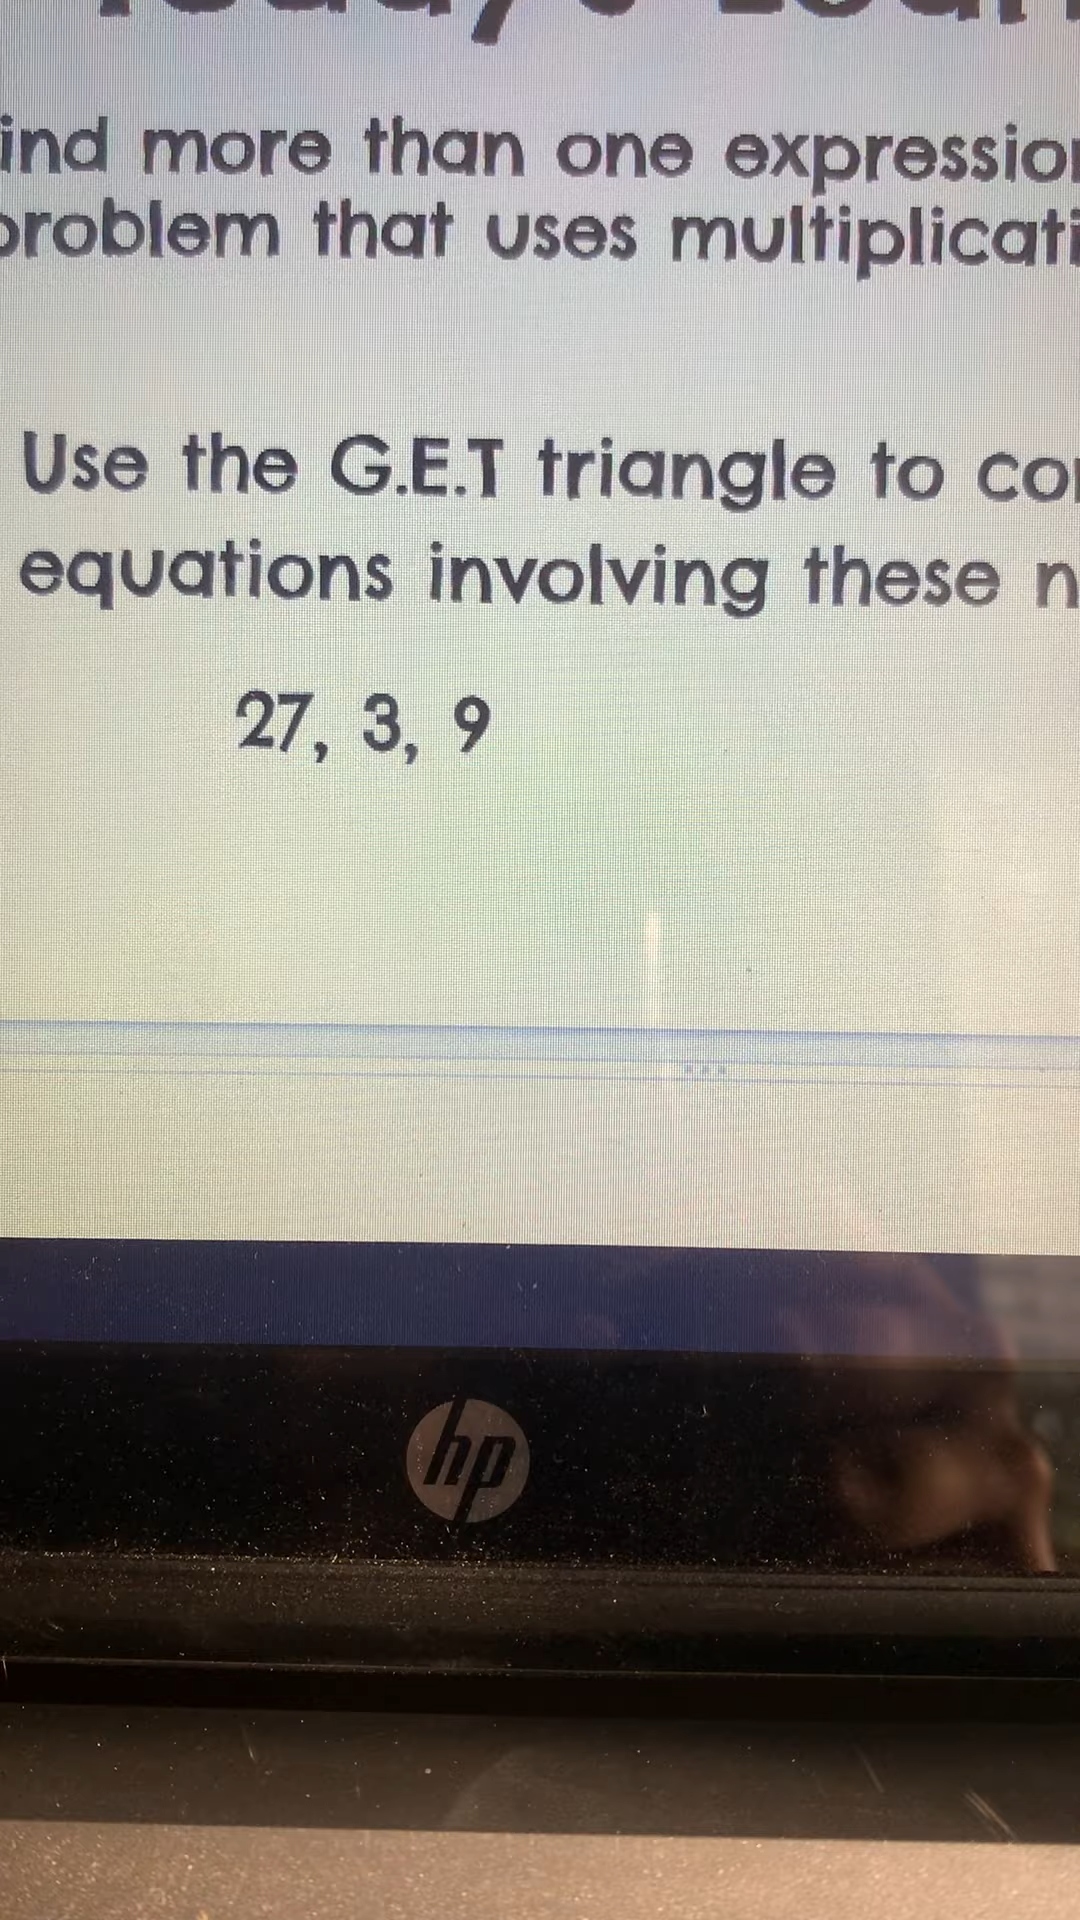 ind more than one expression
problem that uses multiplicati
Use the G.E.T triangle to co
equations involving these n
27, 3, 9
hp